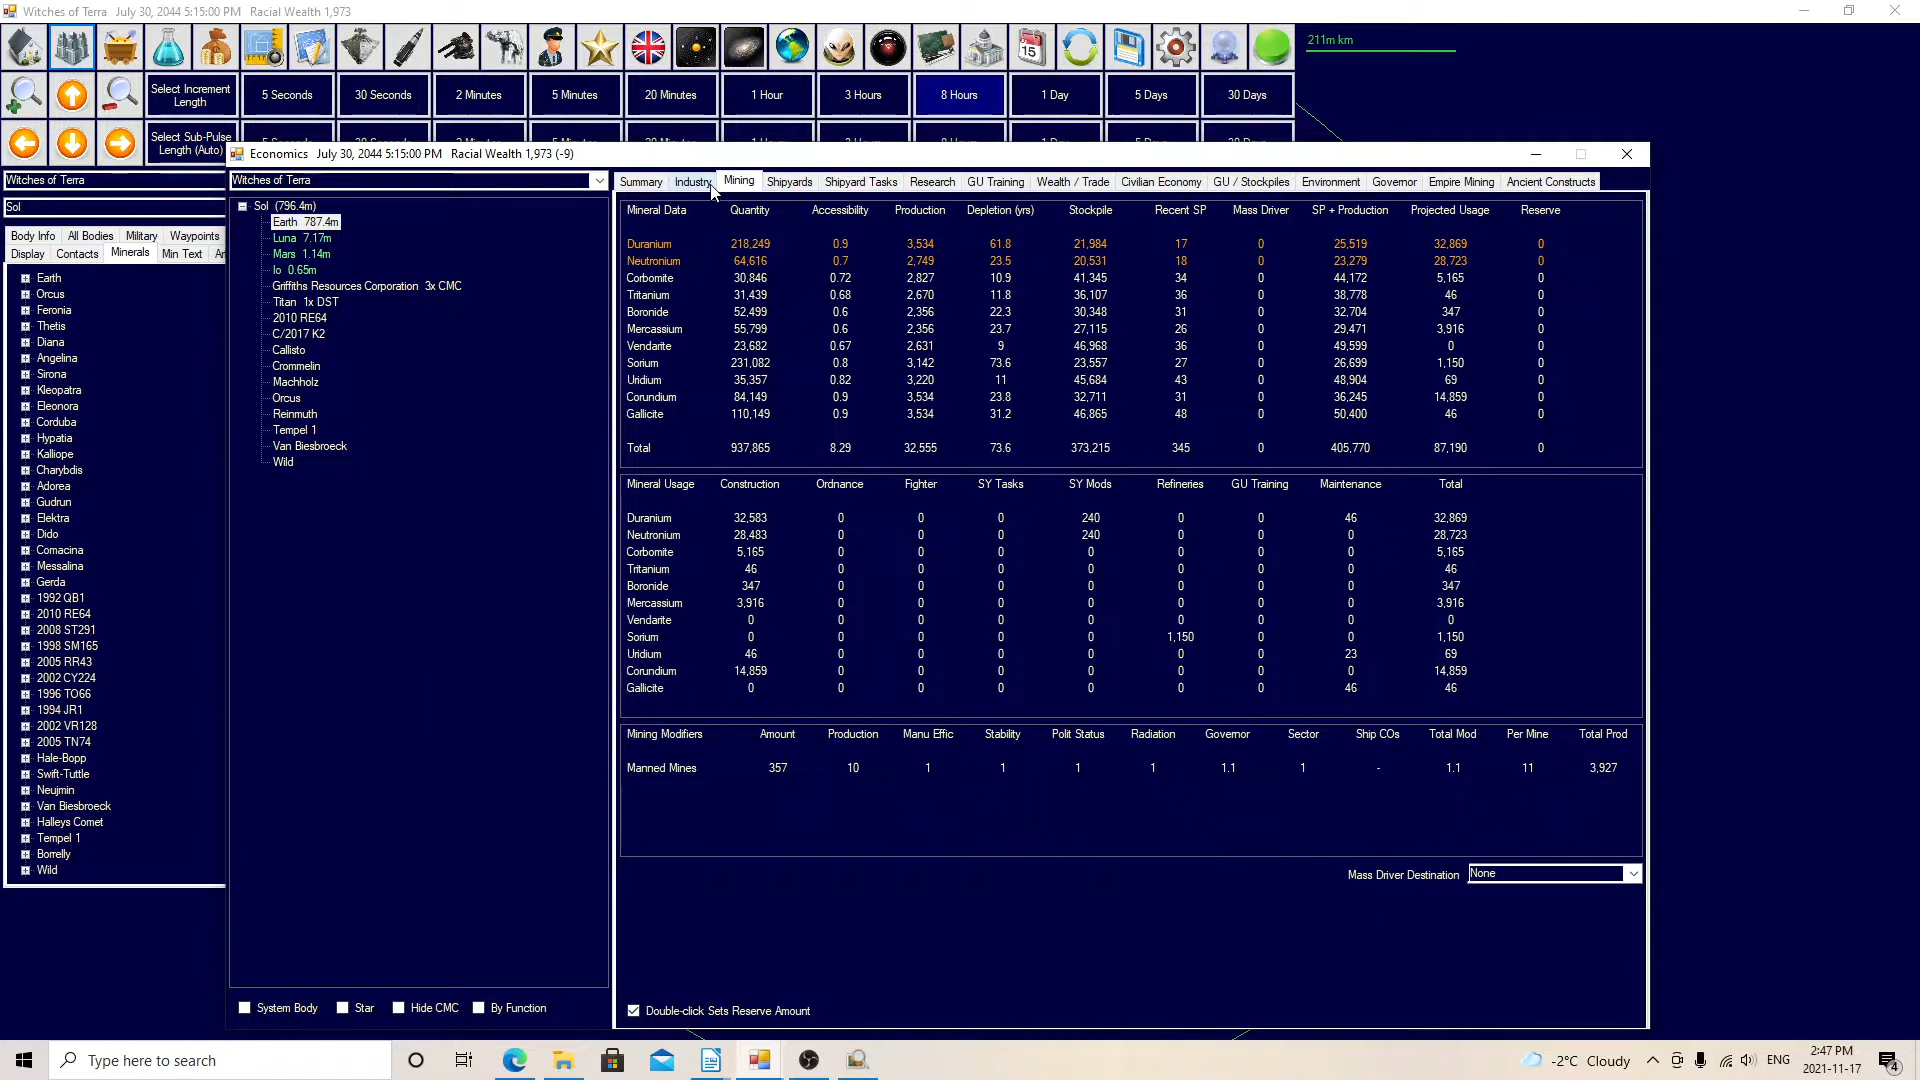 Witches of Terra July 30, 2044 5:15:00 PM Racial Wealth 1,973
211m km
Select Increment Length 5 Seconds 30 Seconds 2 Minutes 5 Minutes 20 Minutes 1 Hour 3 Hours 8 Hours 1 Day 5 Days 30 Days
Select Sub-Pulse Length (Auto)
Economics July 30, 2044 5:15:00 PM Racial Wealth 1,973 (-9)
Witches of Terra
Sol
Body Info All Bodies Military Waypoints
Display Contacts Minerals Min Text
Earth
Orcus
Feronia
Thetis
Diana
Angelina
Sirona
Kleopatra
Eleonora
Corduba
Hypatia
Kalliope
Charybdis
Adorea
Gudrun
Elektra
Dido
Comacina
Messalina
Gerda
1992 QB1
2010 RE64
2008 ST291
1998 SM165
2005 RR43
2002 CY224
1996 TO66
1994 JR1
2002 VR128
2005 TN74
Hale-Bopp
Swift-Tuttle
Neujmin
Van Biesbroeck
Halleys Comet
Tempel 1
Borrelly
Wild
Witches of Terra
Sol (796.4m)
Earth 787.4m
Luna 7.17m
Mars 1.14m
Io 0.65m
Griffiths Resources Corporation 3x CMC
Titan 1x DST
2010 RE64
C/2017 K2
Callisto
Crommelin
Machholz
Orcus
Reinmuth
Tempel 1
Van Biesbroeck
Wild
System Body Star Hide CMC By Function
Summary Industry Mining Shipyards Shipyard Tasks Research GU Training Wealth / Trade Civilian Economy GU / Stockpiles Environment Governor Empire Mining Ancient Constructs
Mineral Data Quantity Accessibility Production Depletion (yrs) Stockpile Recent SP Mass Driver SP + Production Projected Usage Reserve
Duranium 218,249 0.9 3,534 61.8 21,984 17 0 25,519 32,869 0
Neutronium 64,616 0.7 2,749 23.5 20,531 18 0 23,279 28,723 0
Corbomite 30,846 0.72 2,827 10.9 41,345 34 0 44,172 5,165 0
Tritanium 31,439 0.68 2,670 11.8 36,107 36 0 38,778 46 0
Boronide 52,499 0.6 2,356 22.3 30,348 31 0 32,704 347 0
Mercassium 55,799 0.6 2,356 23.7 27,115 26 0 29,471 3,916 0
Vendarite 23,682 0.67 2,631 9 46,968 36 0 49,599 0 0
Sorium 231,082 0.8 3,142 73.6 23,557 27 0 26,699 1,150 0
Uridium 35,357 0.82 3,220 11 45,684 43 0 48,904 69 0
Corundium 84,149 0.9 3,534 23.8 32,711 31 0 36,245 14,859 0
Gallicite 110,149 0.9 3,534 31.2 46,865 48 0 50,400 46 0
Total 937,865 8.29 32,555 73.6 373,215 345 0 405,770 87,190 0
Mineral Usage Construction Ordnance Fighter SY Tasks SY Mods Refineries GU Training Maintenance Total
Duranium 32,583 0 0 0 240 0 0 46 32,869
Neutronium 28,483 0 0 0 240 0 0 0 28,723
Corbomite 5,165 0 0 0 0 0 0 0 5,165
Tritanium 46 0 0 0 0 0 0 0 46
Boronide 347 0 0 0 0 0 0 0 347
Mercassium 3,916 0 0 0 0 0 0 0 3,916
Vendarite 0 0 0 0 0 0 0 0 0
Sorium 0 0 0 0 0 1,150 0 0 1,150
Uridium 46 0 0 0 0 0 0 23 69
Corundium 14,859 0 0 0 0 0 0 0 14,859
Gallicite 0 0 0 0 0 0 0 46 46
Mining Modifiers Amount Production Manu Effic Stability Polit Status Radiation Governor Sector Ship COs Total Mod Per Mine Total Prod
Manned Mines 357 10 1 1 1 1 1.1 1 - 1.1 11 3,927
Mass Driver Destination None
Double-click Sets Reserve Amount
Type here to search
-2°C Cloudy ENG 2:47 PM
2021-11-17 4